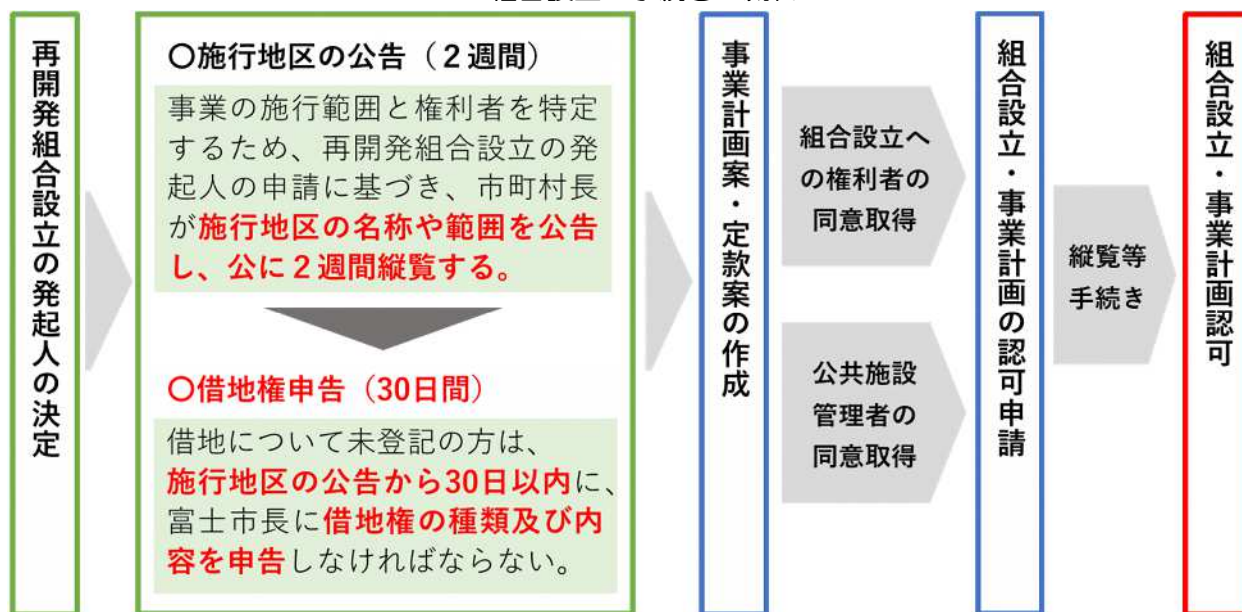 再開発組合設立の発起人の決定
〇施行地区の公告（２週間）
事業の施行範囲と権利者を特定
するため、再開発組合設立の発
起人の申請に基づき、市町村長
が施行地区の名称や範囲を公告
し、公に２週間縦覧する。
〇借地権申告（30日間）
借地について未登記の方は、
施行地区の公告から30日以内に、
富士市長に借地権の種類及び内
容を申告しなければならない。
事業計画案・定款案の作成
組合設立へ
の権利者の
同意取得
公共施設
管理者の
同意取得
組合設立・事業計画の認可申請
縦覧等
手続き
組合設立・事業計画認可